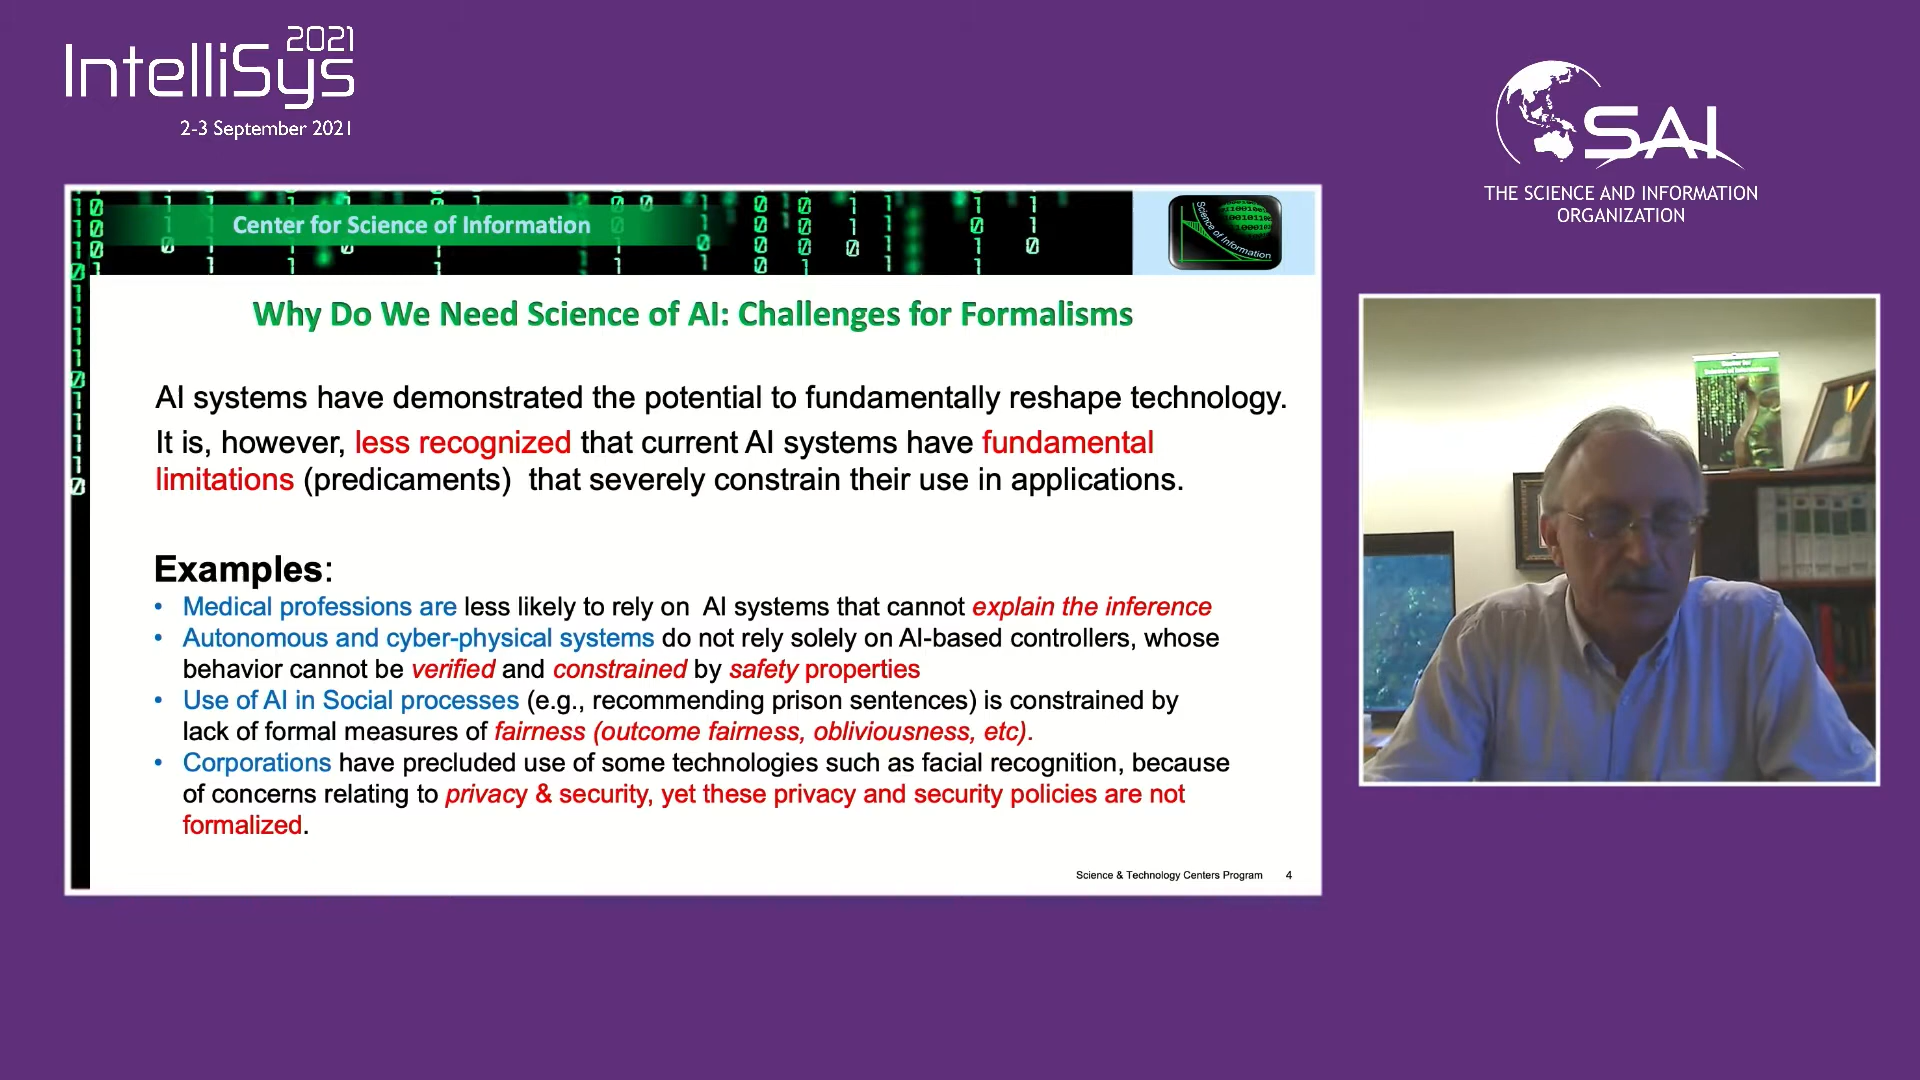 2021
IntelliSys
2-3 September 2021
SAI
THE SCIENCE AND INFORMATION
ORGANIZATION
Center for Science of Information
Science of Information
Why Do We Need Science of AI: Challenges for Formalisms
AI systems have demonstrated the potential to fundamentally reshape technology.
It is, however, less recognized that current AI systems have fundamental
limitations (predicaments) that severely constrain their use in applications.
Examples:
• Medical professions are less likely to rely on AI systems that cannot explain the inference
• Autonomous and cyber-physical systems do not rely solely on AI-based controllers, whose
behavior cannot be verified and constrained by safety properties
• Use of AI in Social processes (e.g., recommending prison sentences) is constrained by
lack of formal measures of fairness (outcome fairness, obliviousness, etc).
• Corporations have precluded use of some technologies such as facial recognition, because
of concerns relating to privacy & security, yet these privacy and security policies are not
formalized.
Science & Technology Centers Program 4